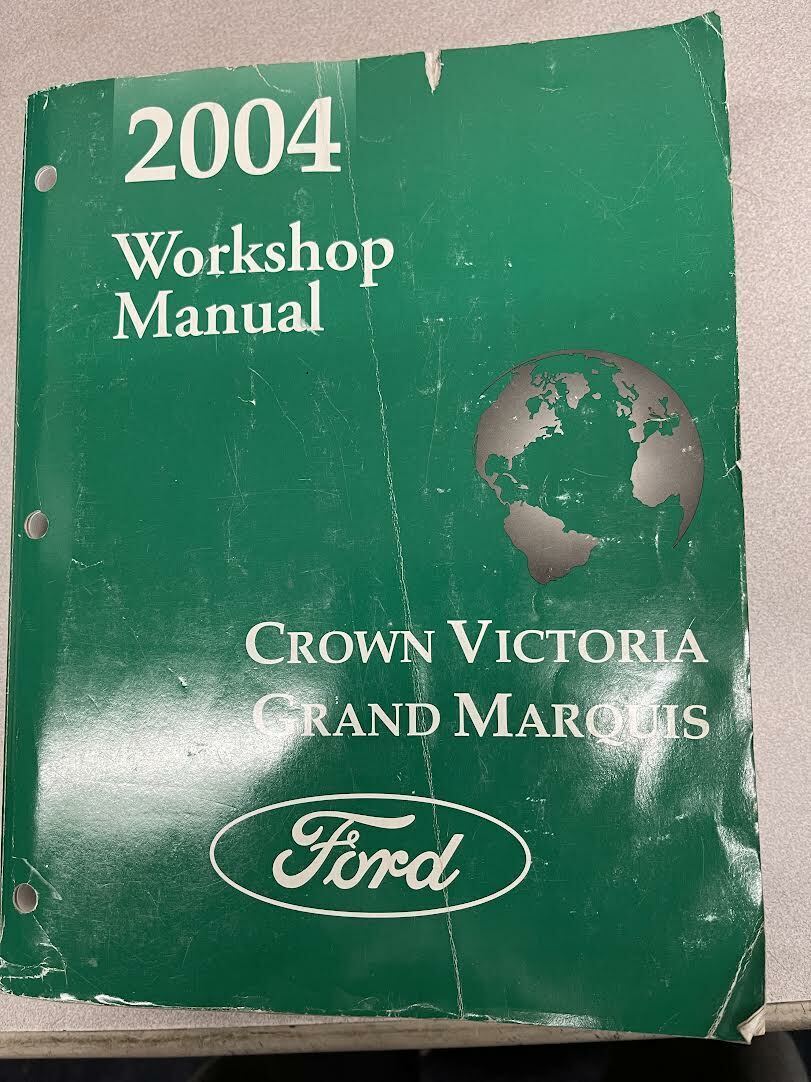 2004
Workshop
Manual
CROWN VICTORIA
GRAND MARQUIS
Ford